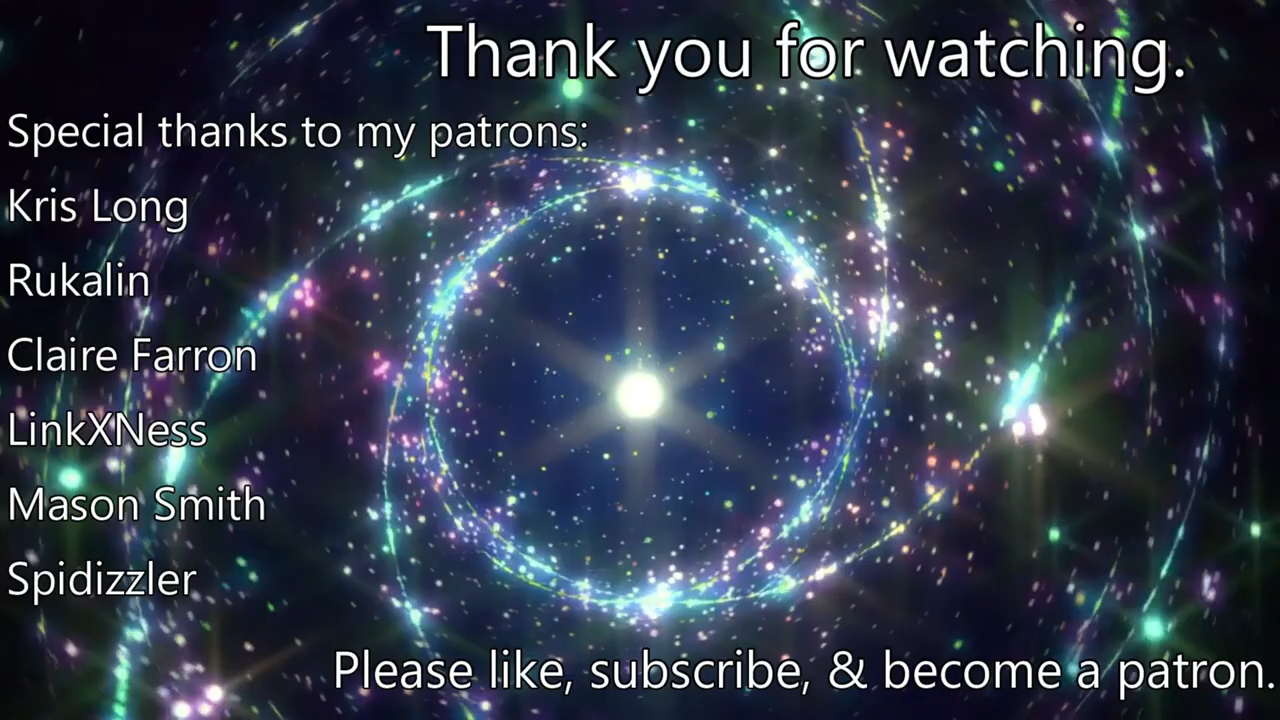 Thank you for watching.
Special thanks to my patrons:
Kris Long
Rukalin
Claire Farron
LinkXNess
Mason Smith
Spidizzler
Please like, subscribe, & become a patron.